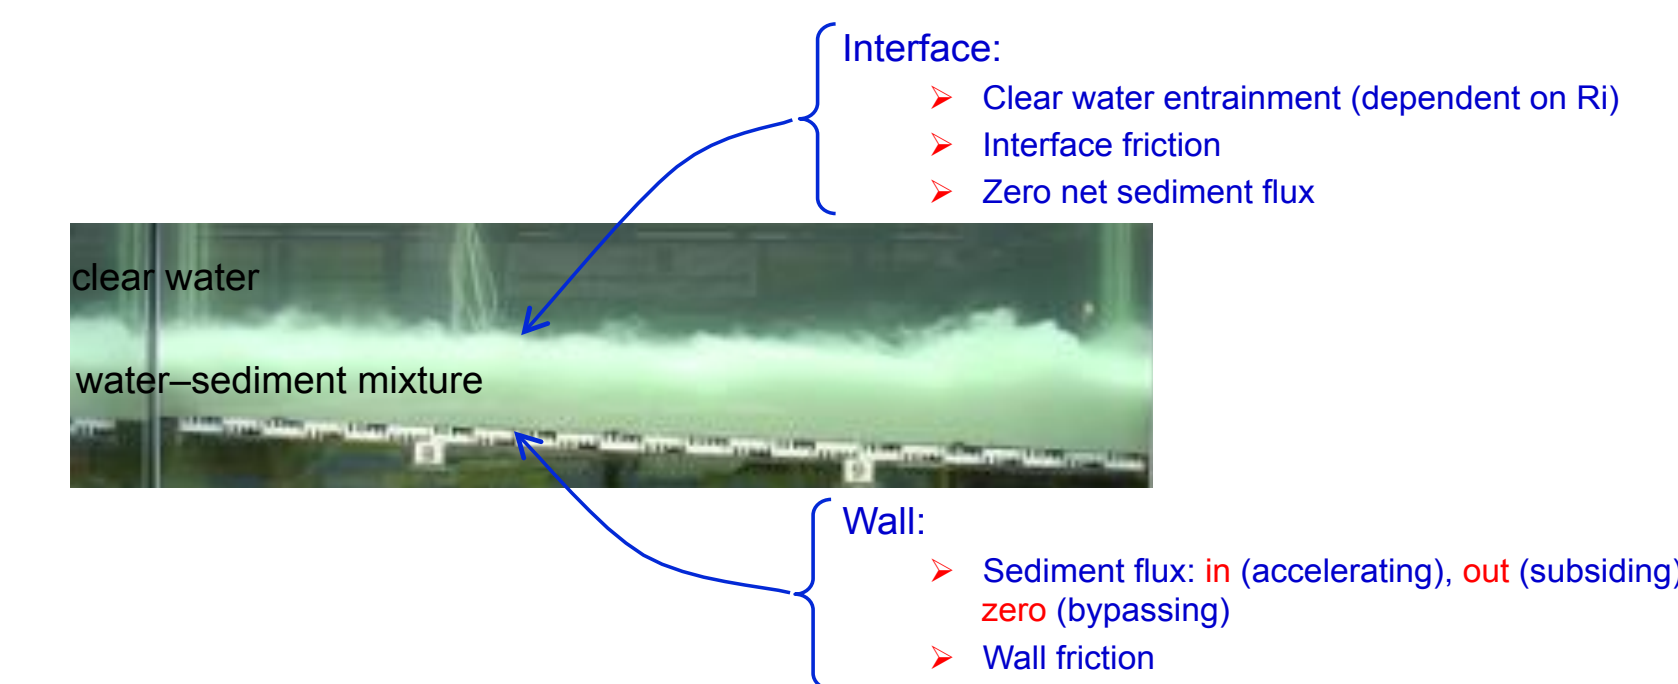 Interface:
Clear water entrainment (dependent on Ri)
Interface friction
Zero net sediment flux
clear water
water–sediment mixture
Wall:
Sediment flux: in (accelerating), out (subsiding)
zero (bypassing)
Wall friction